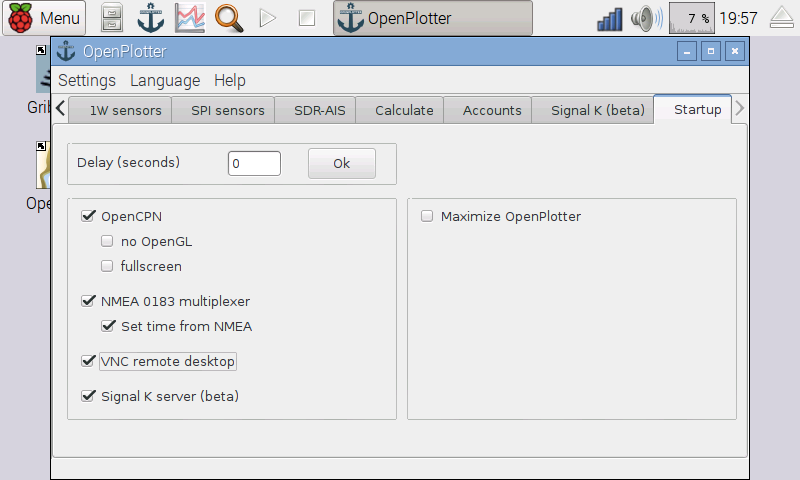 Menu
OpenPlotter
7 %
19:57
OpenPlotter
Settings Language Help
1W sensors SPI sensors SDR-AIS Calculate Accounts Signal K (beta) Startup
Delay (seconds) 0 Ok
OpenCPN
Maximize OpenPlotter
no OpenGL
fullscreen
NMEA 0183 multiplexer
Set time from NMEA
VNC remote desktop
Signal K server (beta)